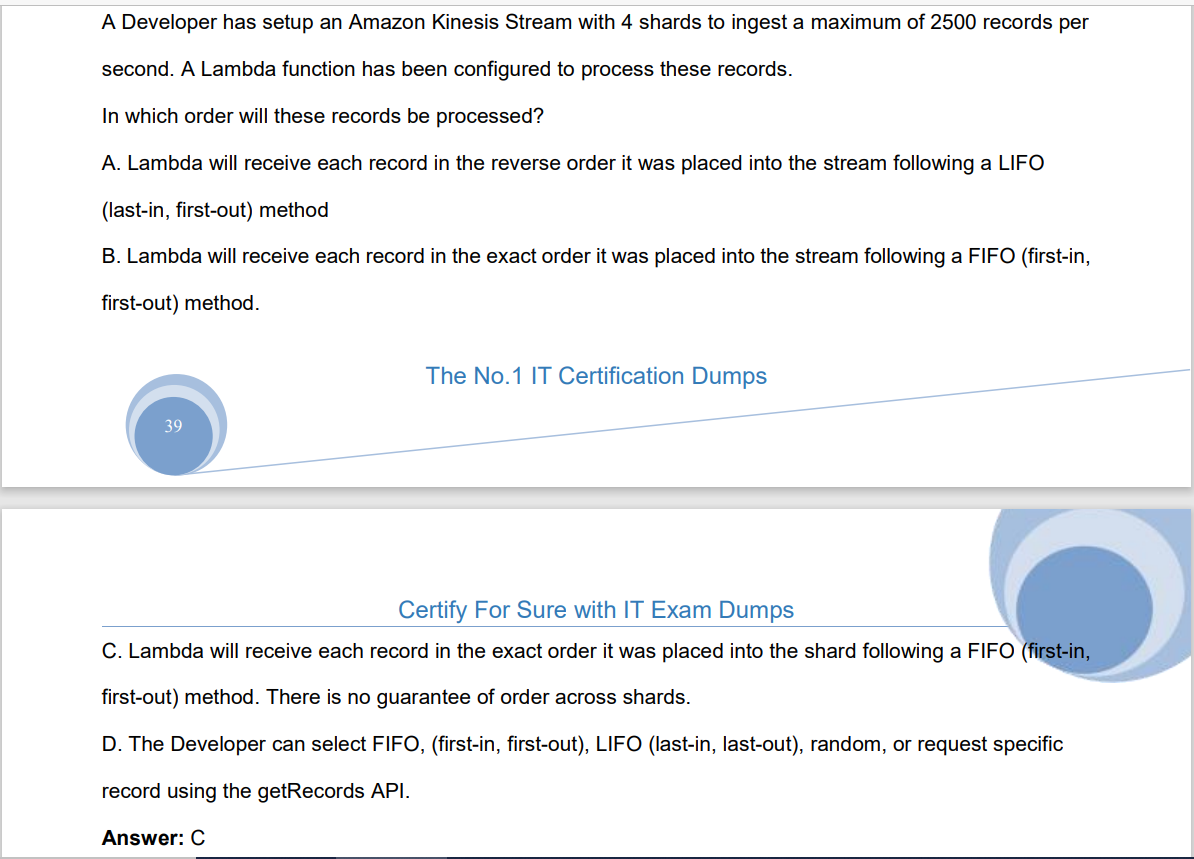 A Developer has setup an Amazon Kinesis Stream with 4 shards to ingest a maximum of 2500 records per
second. A Lambda function has been configured to process these records.
In which order will these records be processed?
A. Lambda will receive each record in the reverse order it was placed into the stream following a LIFO
(last-in, first-out) method
B. Lambda will receive each record in the exact order it was placed into the stream following a FIFO (first-in,
first-out) method.
The No.1 IT Certification Dumps
39
Certify For Sure with IT Exam Dumps
C. Lambda will receive each record in the exact order it was placed into the shard following a FIFO (first-in,
first-out) method. There is no guarantee of order across shards.
D. The Developer can select FIFO, (first-in, first-out), LIFO (last-in, last-out), random, or request specific
record using the getRecords API.
Answer: C